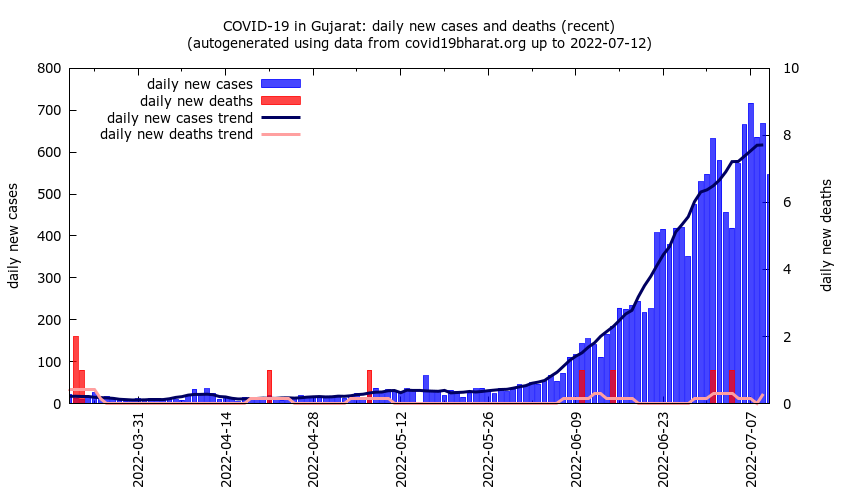 COVID-19 in Gujarat: daily new cases and deaths (recent)
(autogenerated using data from covid19bharat.org up to 2022-07-12)
daily new cases
daily new deaths
daily new cases trend
daily new deaths trend
daily new cases
800
700
600
500
400
300
200
100
0
10
8
6
4
2
0
daily new deaths
2022-03-31
2022-04-14
2022-04-28
2022-05-12
2022-05-26
2022-06-09
2022-06-23
2022-07-07